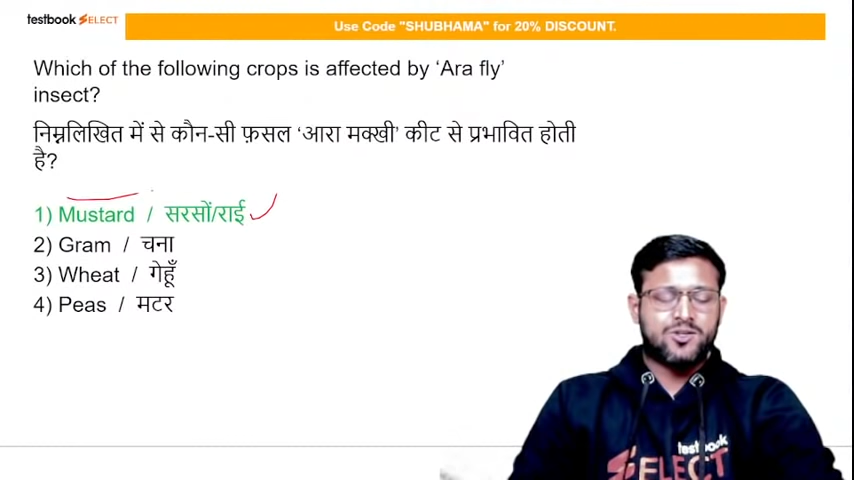 testbook SELECT
Use Code "SHUBHAMA" for 20% DISCOUNT.
Which of the following crops is affected by ‘Ara fly’
insect?
निम्नलिखित में से कौन-सी फ़सल ‘आरा मक्खी’ कीट से प्रभावित होती
है?
1) Mustard / सरसों/राई
2) Gram / चना
3) Wheat / गेहूँ
4) Peas / मटर
testbook
SELECT